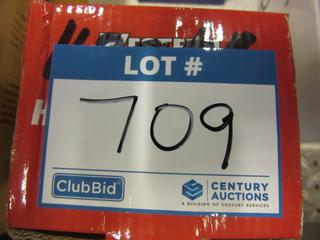 LOT #
709
ClubBid
CENTURY
AUCTIONS
A DIVISION OF CENTURY SERVICES